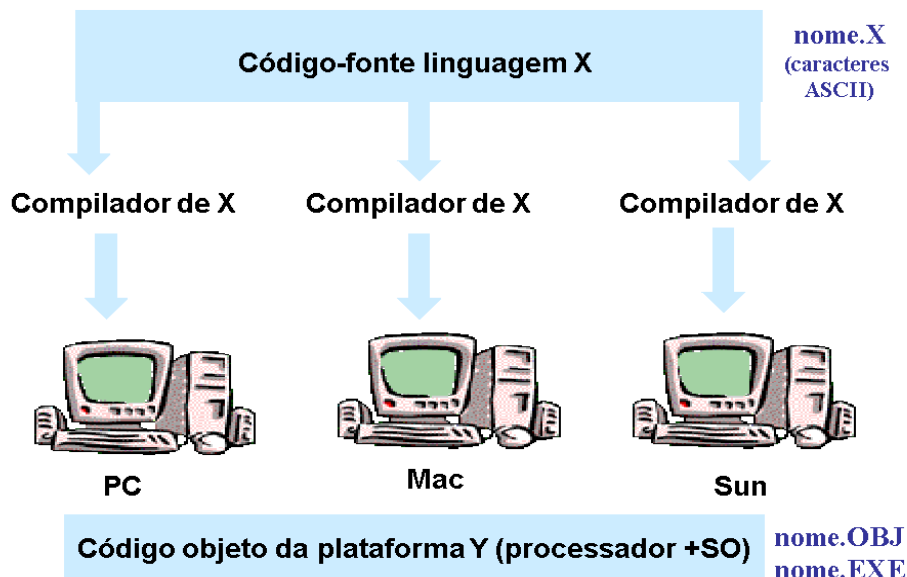 Código-fonte linguagem X
nome.X
(caracteres
ASCII)
Compilador de X
Compilador de X
Compilador de X
PC
Mac
Sun
Código objeto da plataforma Y (processador +SO)
nome.OBJ
nome.EXE